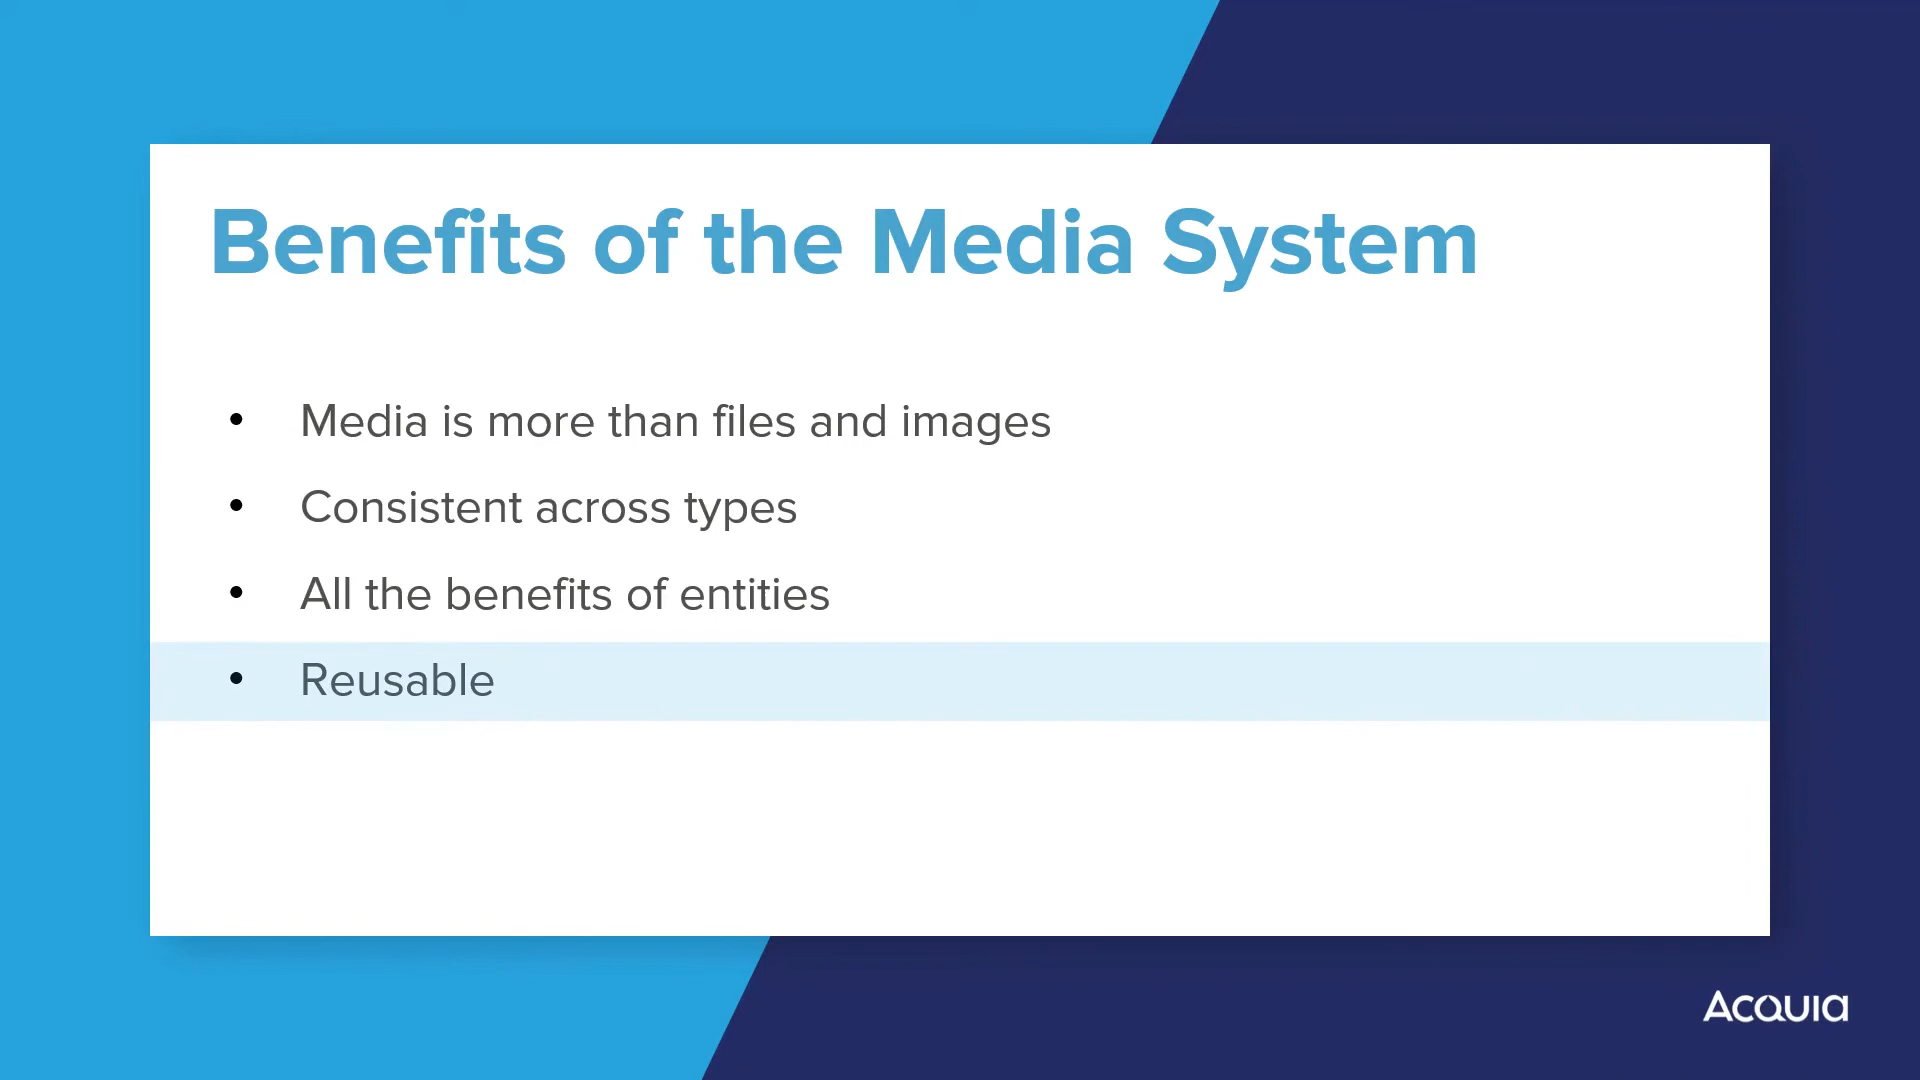 Benefits of the Media System
• Media is more than files and images
• Consistent across types
• All the benefits of entities
• Reusable
Acquia